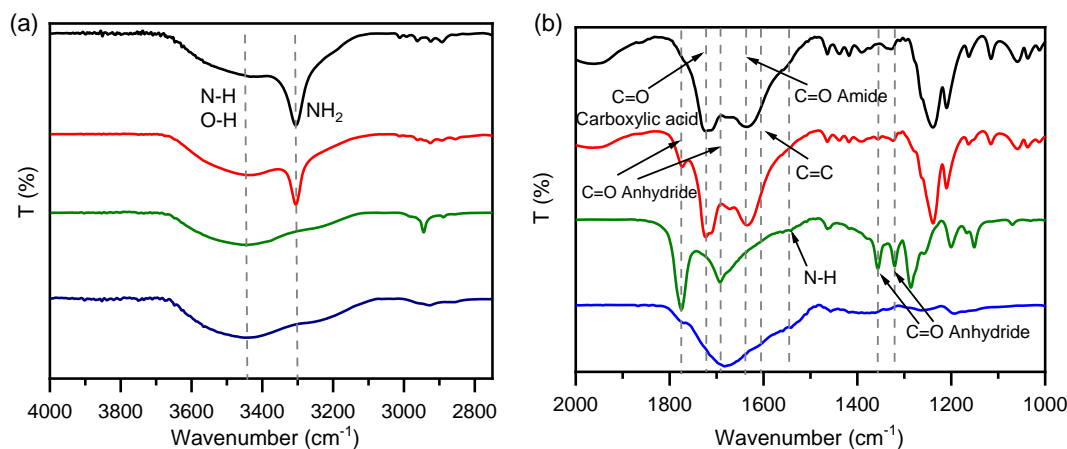 (a)
N-H
O-H
NH2
T (%)
4000 3800 3600 3400 3200 3000 2800
Wavenumber (cm-1)
(b)
C=O
Carboxylic acid
C=O Amide
C=C
C=O Anhydride
N-H
C=O Anhydride
T (%)
2000 1800 1600 1400 1200 1000
Wavenumber (cm-1)